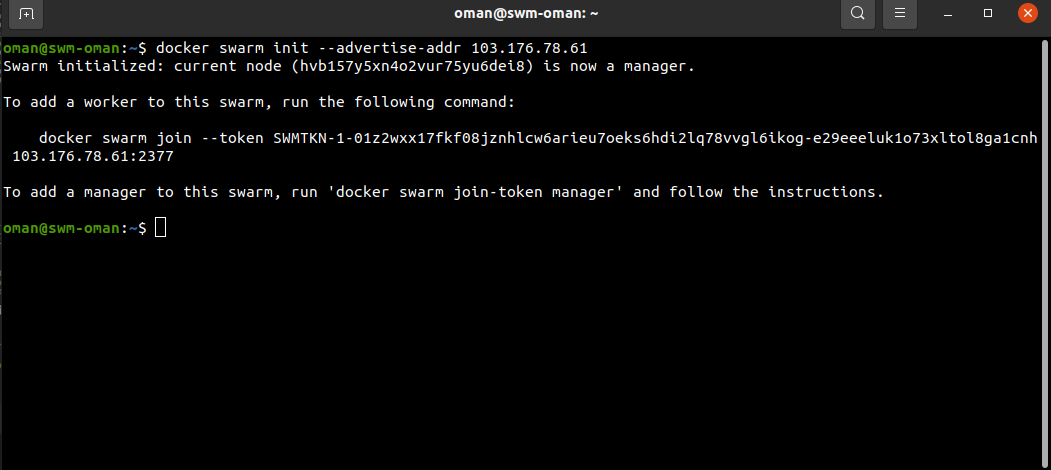 oman@swm-oman: ~
oman@swm-oman:~$ docker swarm init --advertise-addr 103.176.78.61
Swarm initialized: current node (hvb157y5xn4o2vur75yu6dei8) is now a manager.
To add a worker to this swarm, run the following command:
docker swarm join --token SWMTKN-1-01z2wxx17fkf08jznhlcw6arieu7oeks6hdi2lq78vvgl6ikog-e29eeeluk1o73xltol8ga1cnh
103.176.78.61:2377
To add a manager to this swarm, run 'docker swarm join-token manager' and follow the instructions.
oman@swm-oman:~$